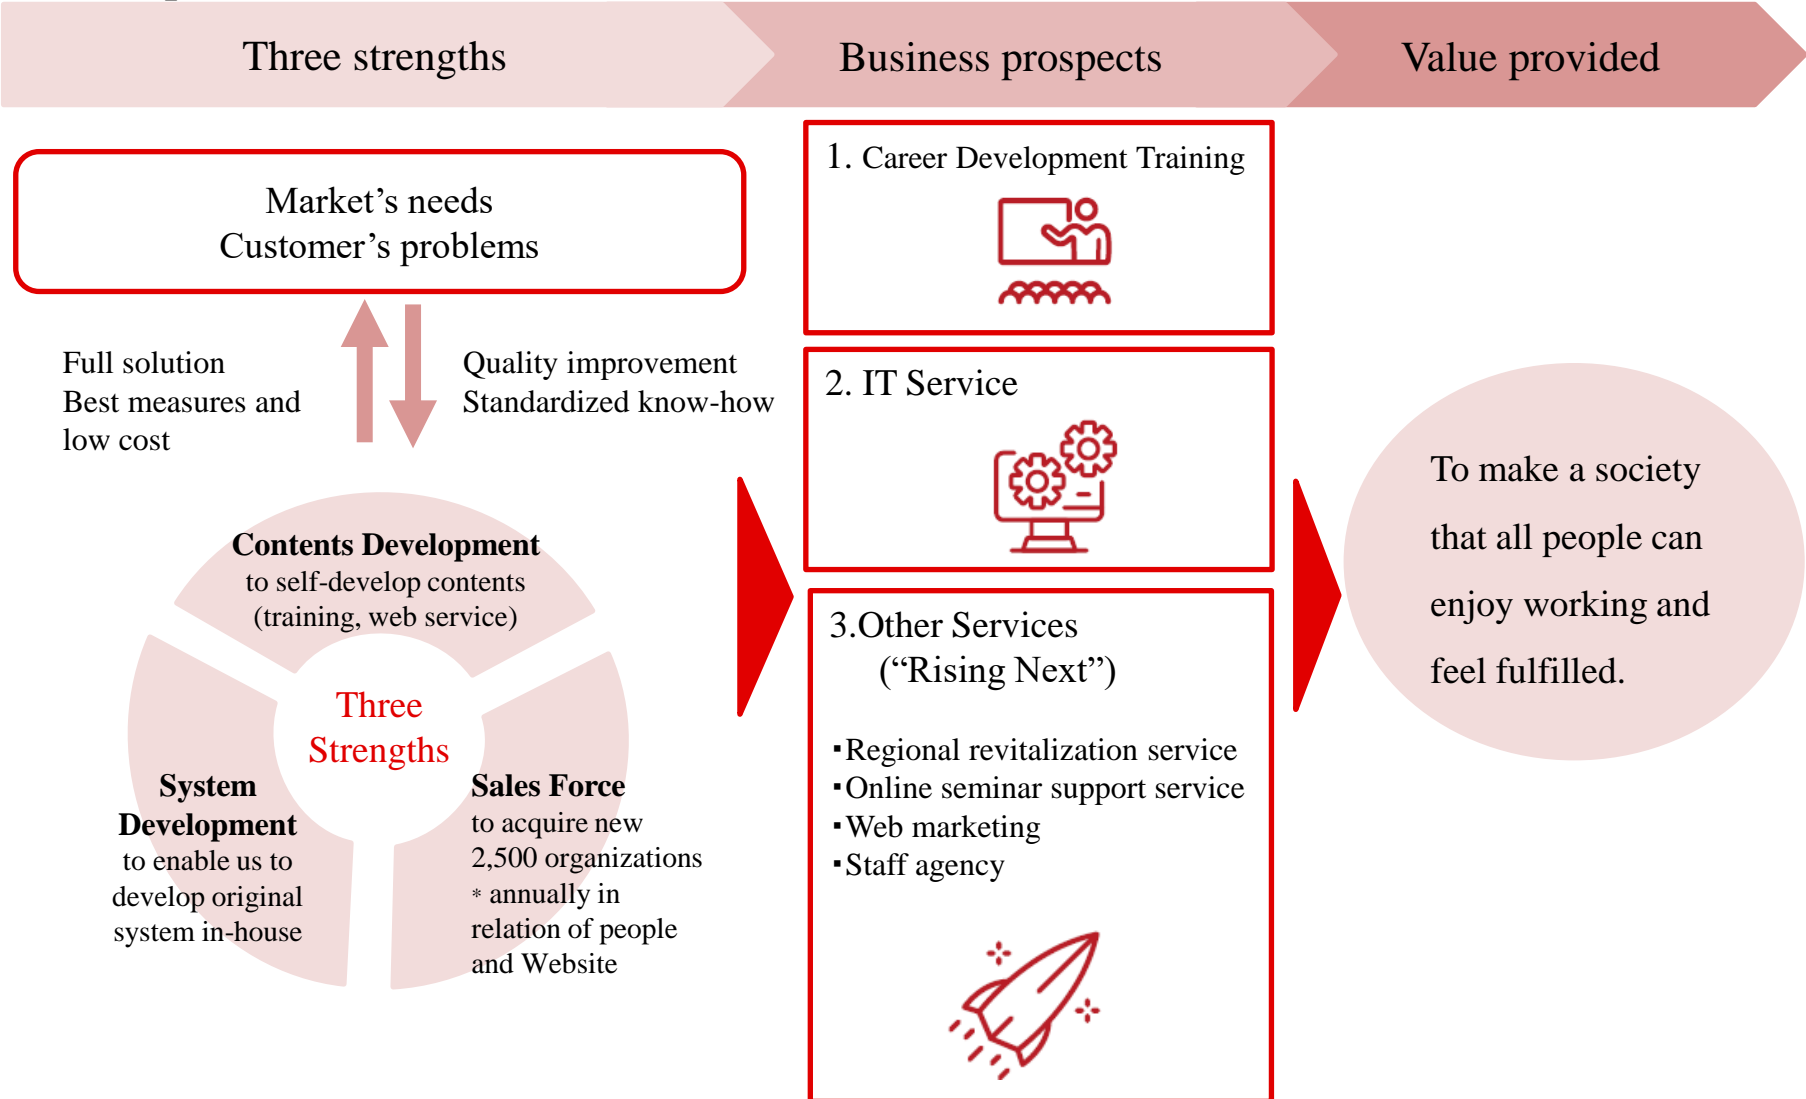 Three strengths
Business prospects
Value provided
Market’s needs
Customer’s problems
Full solution
Best measures and
low cost
Quality improvement
Standardized know-how
Contents Development
to self-develop contents
(training, web service)
Three
Strengths
System
Development
to enable us to
develop original
system in-house
Sales Force
to acquire new
2,500 organizations
* annually in
relation of people
and Website
1. Career Development Training
2. IT Service
3.Other Services
(“Rising Next”)
▪Regional revitalization service
▪Online seminar support service
▪Web marketing
▪Staff agency
To make a society
that all people can
enjoy working and
feel fulfilled.